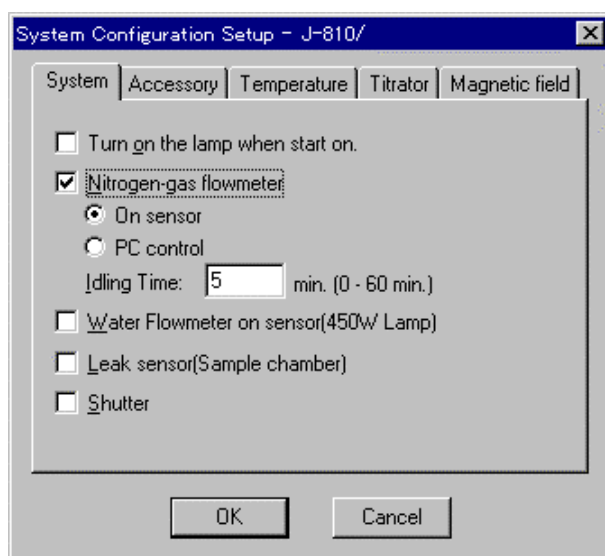 System Configuration Setup - J-810/
System Accessory Temperature Titrator Magnetic field
Turn on the lamp when start on.
Nitrogen-gas flowmeter
On sensor
PC control
Idling Time: 5 min. (0 - 60 min.)
Water Flowmeter on sensor(450W Lamp)
Leak sensor(Sample chamber)
Shutter
OK Cancel